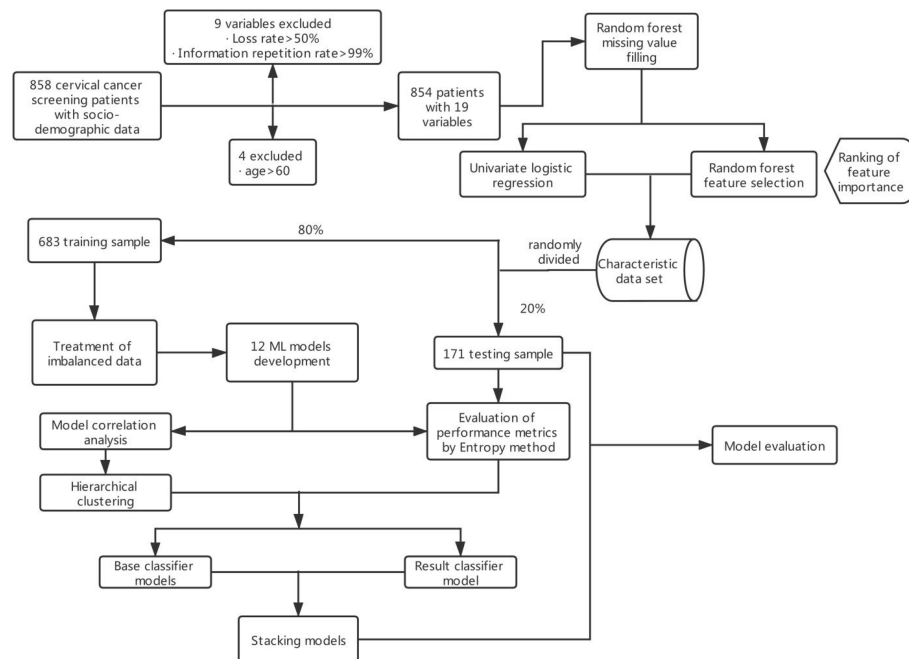 9 variables excluded
· Loss rate>50%
· Information repetition rate>99%
Random forest
missing value
filling
858 cervical cancer
screening patients
with socio-
demographic data
854 patients
with 19
variables
4 excluded
· age>60
Univariate logistic
regression
Random forest
feature selection
Ranking of
feature
importance
683 training sample
80%
randomly
divided
Characteristic
data set
20%
Treatment of
imbalanced data
12 ML models
development
171 testing sample
Model correlation
analysis
Evaluation of
performance metrics
by Entropy method
Model evaluation
Hierarchical
clustering
Base classifier
models
Result classifier
model
Stacking models